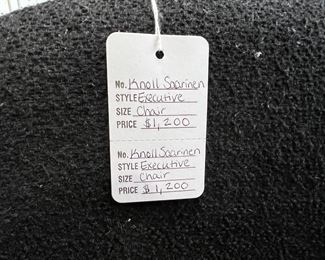 No. Knoll Saarinen
STYLE Executive
SIZE Chair
PRICE $1,200
No. Knoll Saarinen
STYLE Executive
SIZE Chair
PRICE $1,200